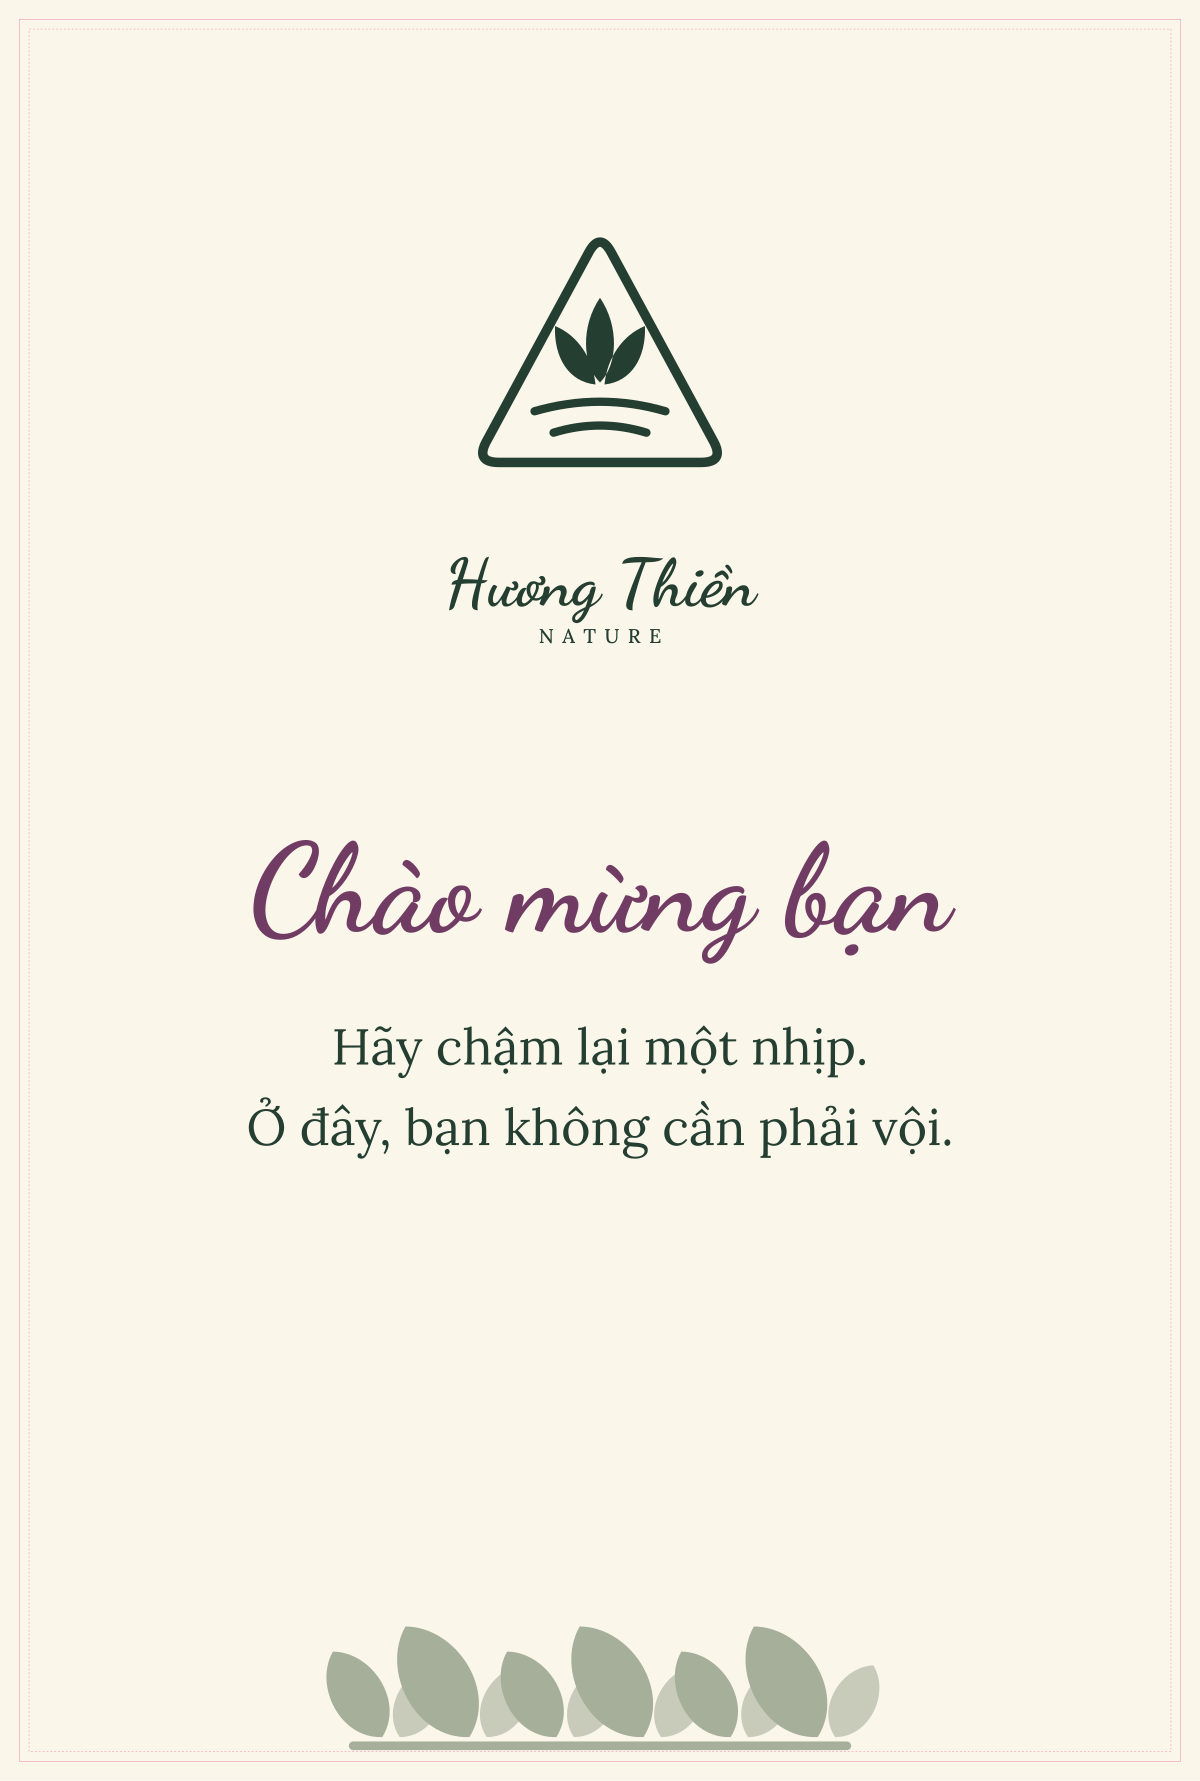 Hương Thiền
NATURE
Chào mừng bạn
Hãy chậm lại một nhịp.
Ở đây, bạn không cần phải vội.